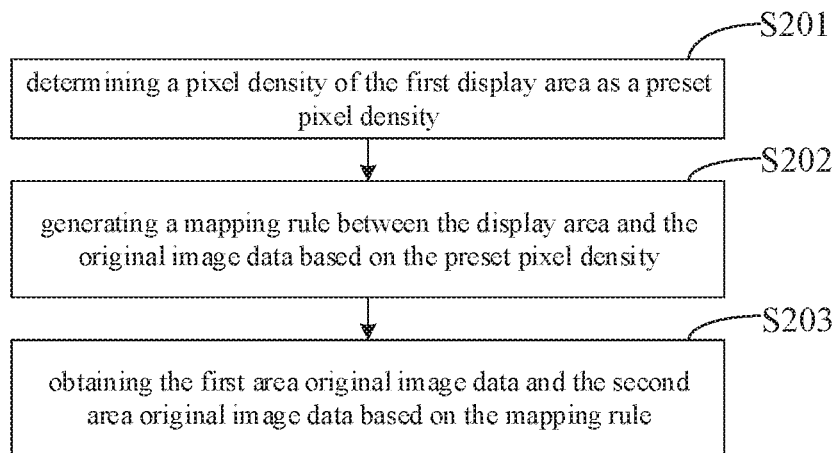 S201
determining a pixel density of the first display area as a preset
pixel density
S202
generating a mapping rule between the display area and the
original image data based on the preset pixel density
S203
obtaining the first area original image data and the second
area original image data based on the mapping rule